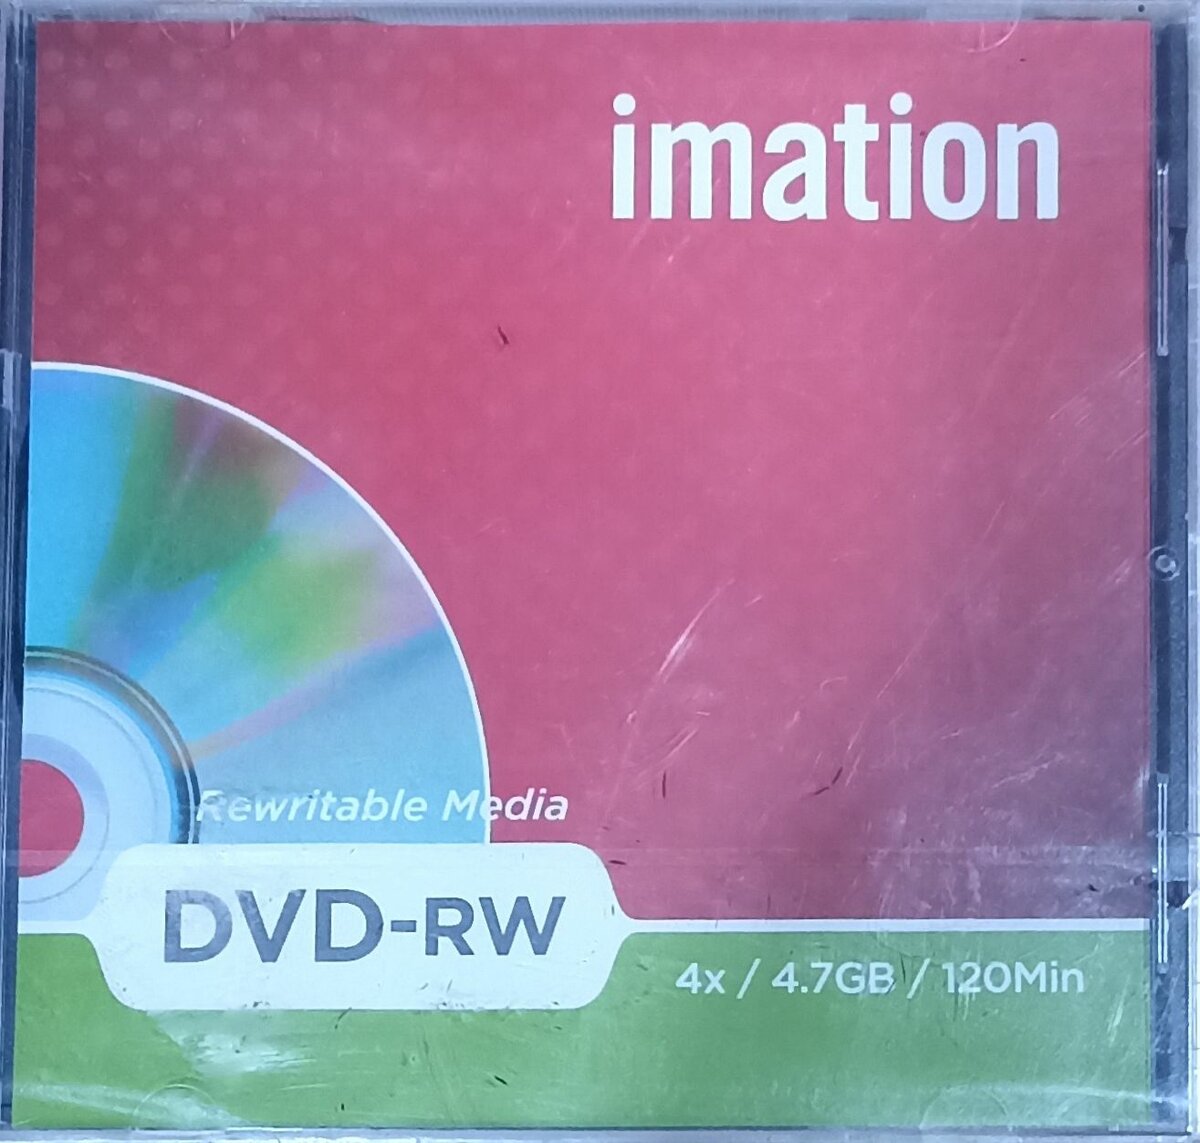 imation
Rewritable Media
DVD-RW
4x / 4.7GB / 120Min